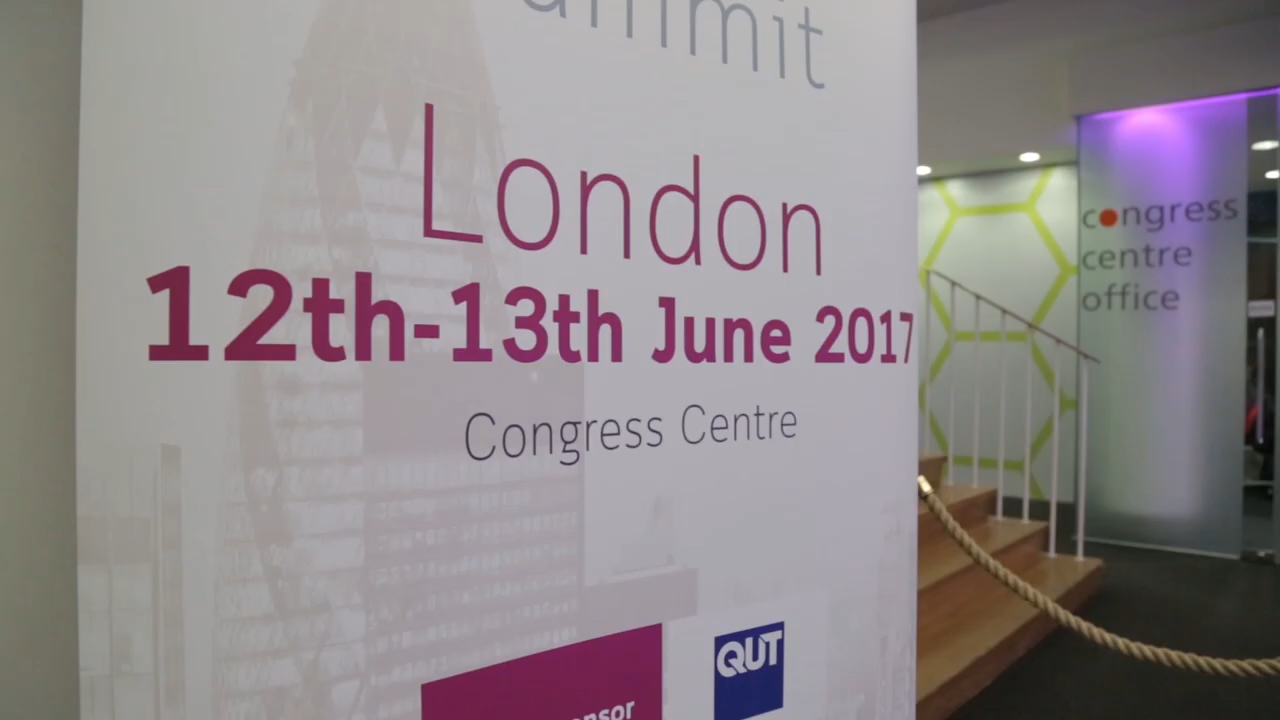 London
12th-13th June 2017
Congress Centre
QUT
congress
centre
office